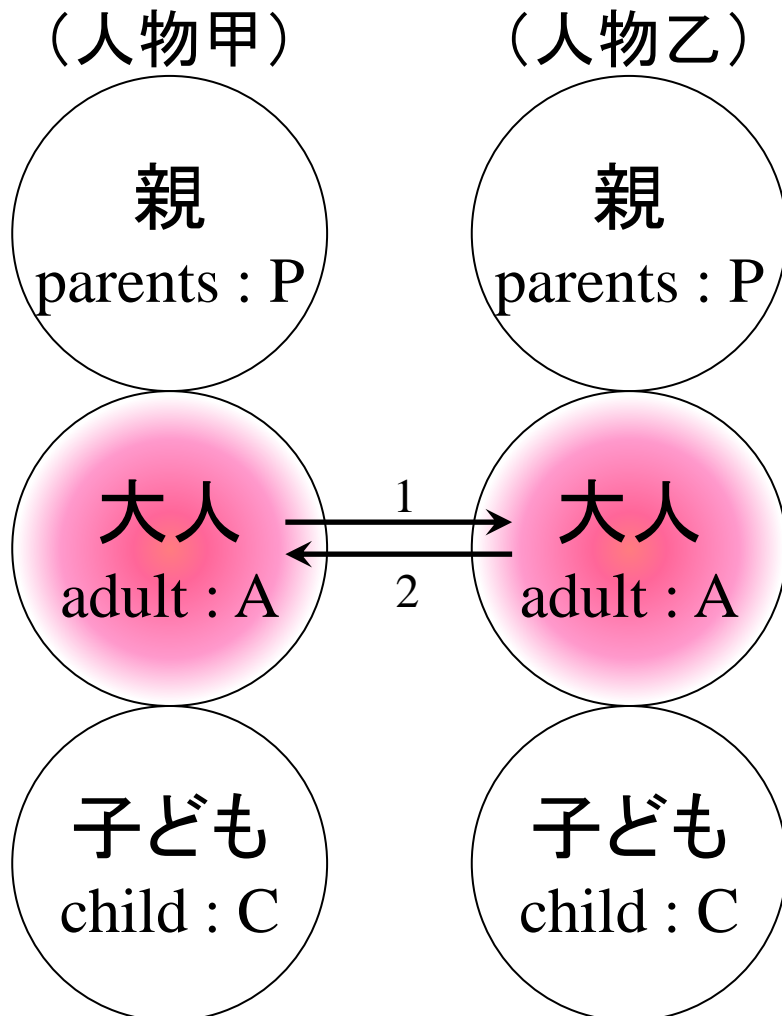 （人物甲）
（人物乙）
親
parents : P
親
parents : P
大人
adult : A
1
2
大人
adult : A
子ども
child : C
子ども
child : C